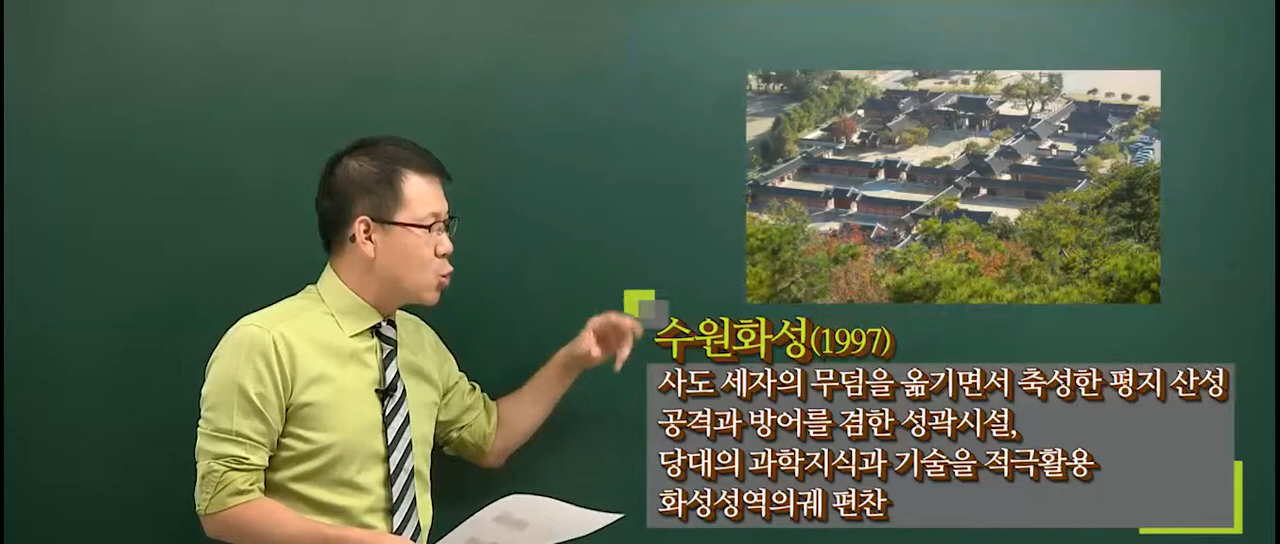 수원화성(1997)
사도 세자의 무덤을 옮기면서 축성한 평지 산성
공격과 방어를 겸한 성곽시설,
당대의 과학지식과 기술을 적극활용
화성성역의궤 편찬